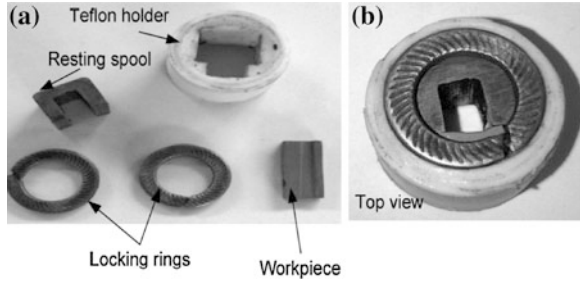 (a)
Teflon holder
Resting spool
Locking rings
Workpiece
(b)
Top view